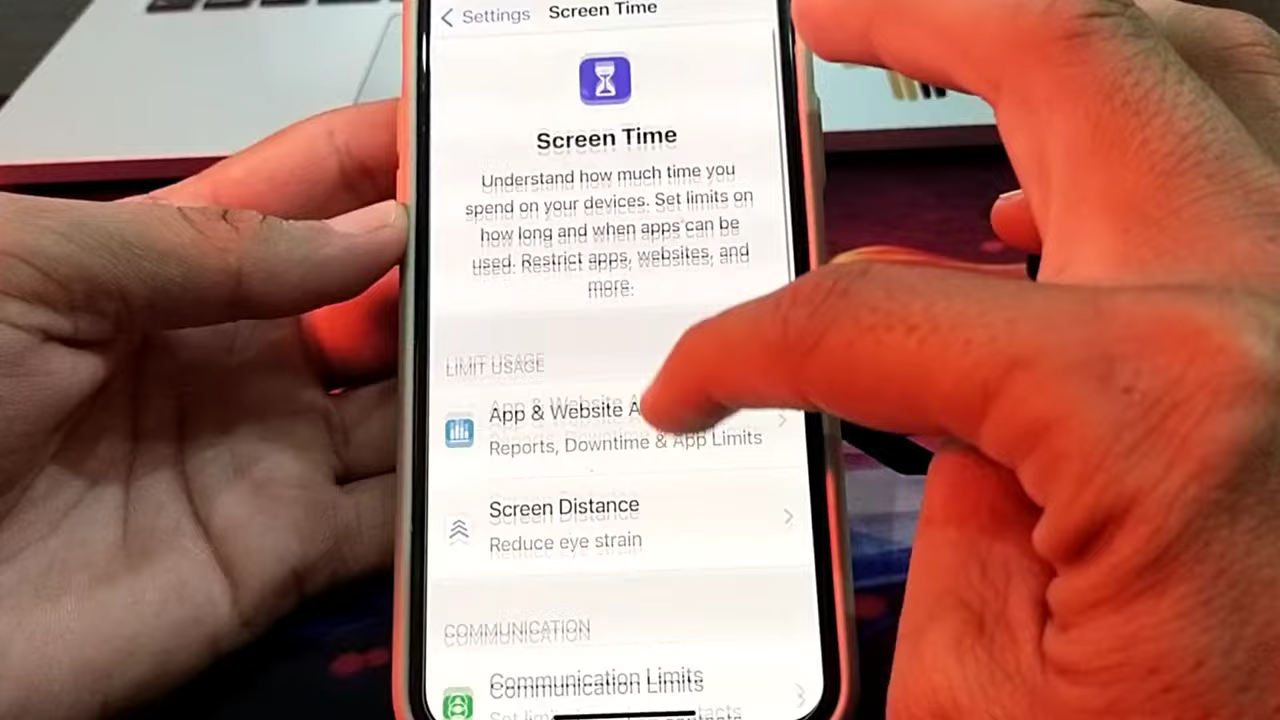 Settings
Screen Time
Screen Time
Understand how much time you
spend on your devices. Set limits on
how long and when apps can be
used. Restrict apps, websites, and
more.
LIMIT USAGE
App & Website A
Reports, Downtime & App Limits
Screen Distance
Reduce eye strain
COMMUNICATION
Communication Limits
Set limi